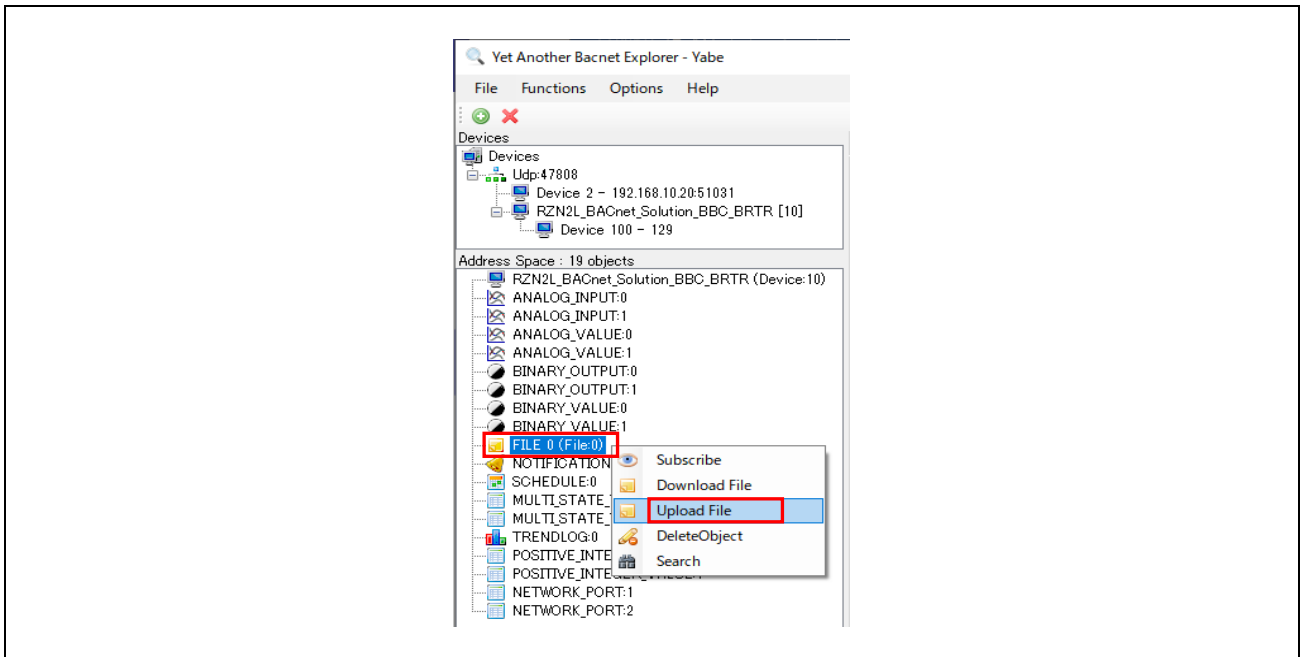 Yet Another Bacnet Explorer - Yabe
File Functions Options Help
Devices
Devices
Udp:47808
Device 2 - 192.168.10.20:51031
RZN2L_BACnet_Solution_BBC_BRTR [10]
Device 100 - 129
Address Space : 19 objects
RZN2L_BACnet_Solution_BBC_BRTR (Device:10)
ANALOG_INPUT:0
ANALOG_INPUT:1
ANALOG_VALUE:0
ANALOG_VALUE:1
BINARY_OUTPUT:0
BINARY_OUTPUT:1
BINARY_VALUE:0
BINARY_VALUE:1
FILE 0 (File:0)
NOTIFICATION
Subscribe
SCHEDULE:0
Download File
MULTI_STATE_
Upload File
MULTI_STATE_
TRENDLOG:0
DeleteObject
POSITIVE_INTE
Search
POSITIVE_INTE
NETWORK_PORT:1
NETWORK_PORT:2